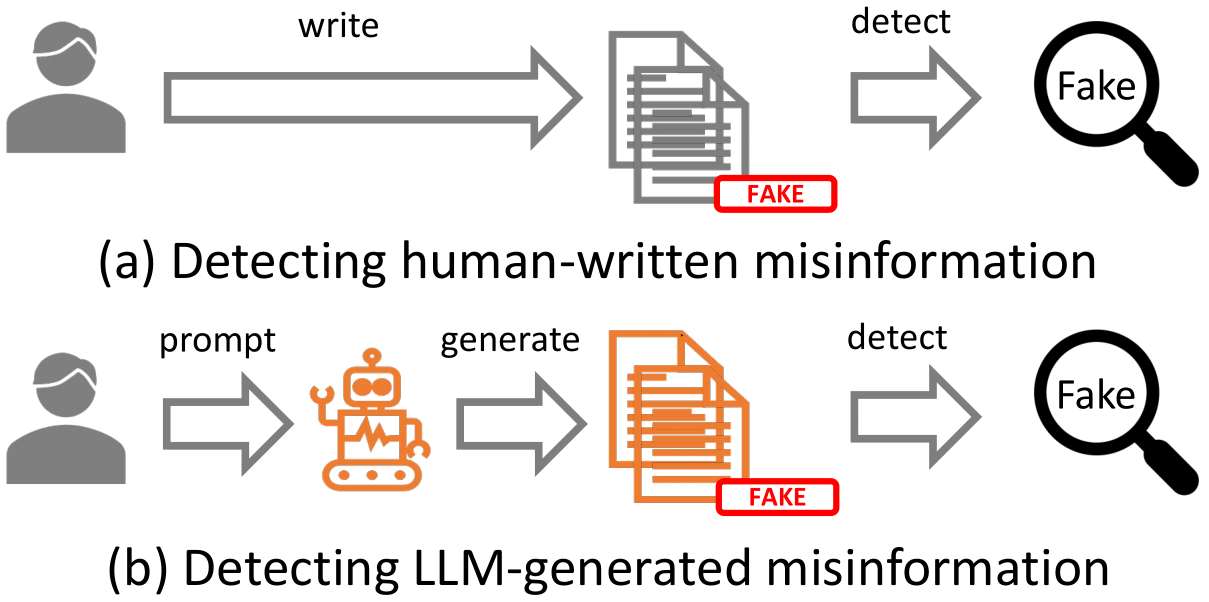 write
detect
Fake
FAKE
(a) Detecting human-written misinformation
prompt
generate
detect
Fake
FAKE
(b) Detecting LLM-generated misinformation